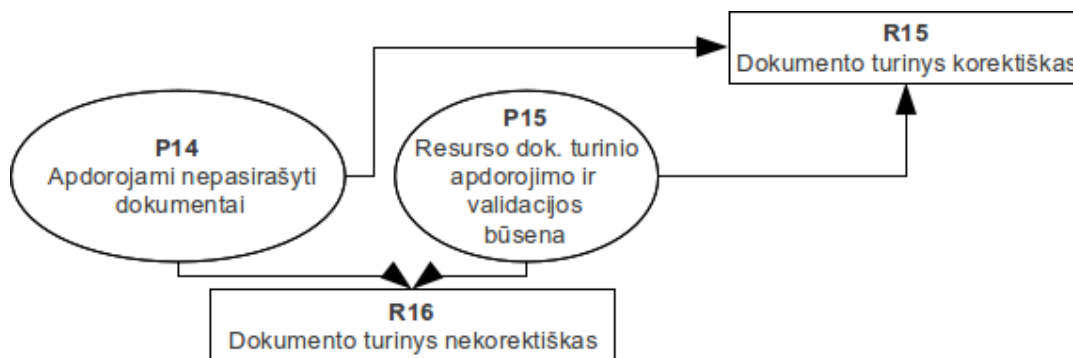 R15
Dokumento turinys korektiškas
P14
Apdorojami nepasirašyti
dokumentai
P15
Resurso dok. turinio
apdorojimo ir
validacijos
būsena
R16
Dokumento turinys nekorektiškas